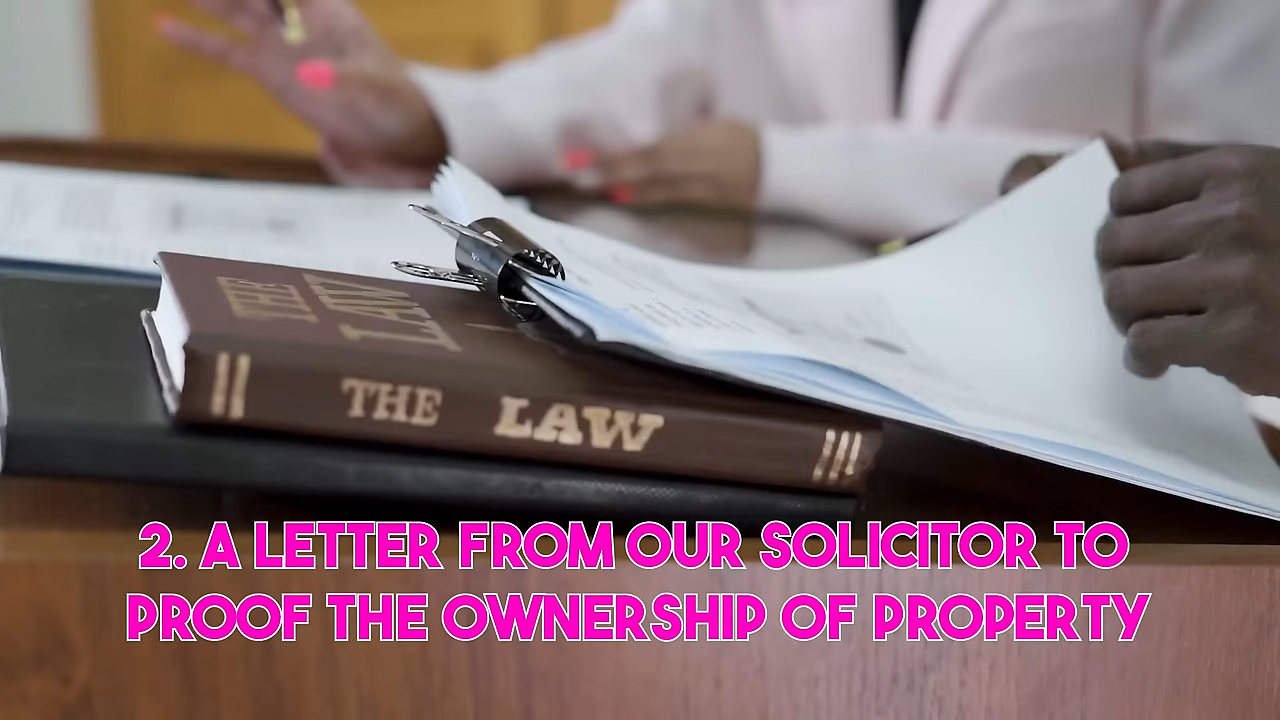 THE
LAW
THE LAW
2. A LETTER FROM OUR SOLICITOR TO
PROOF THE OWNERSHIP OF PROPERTY